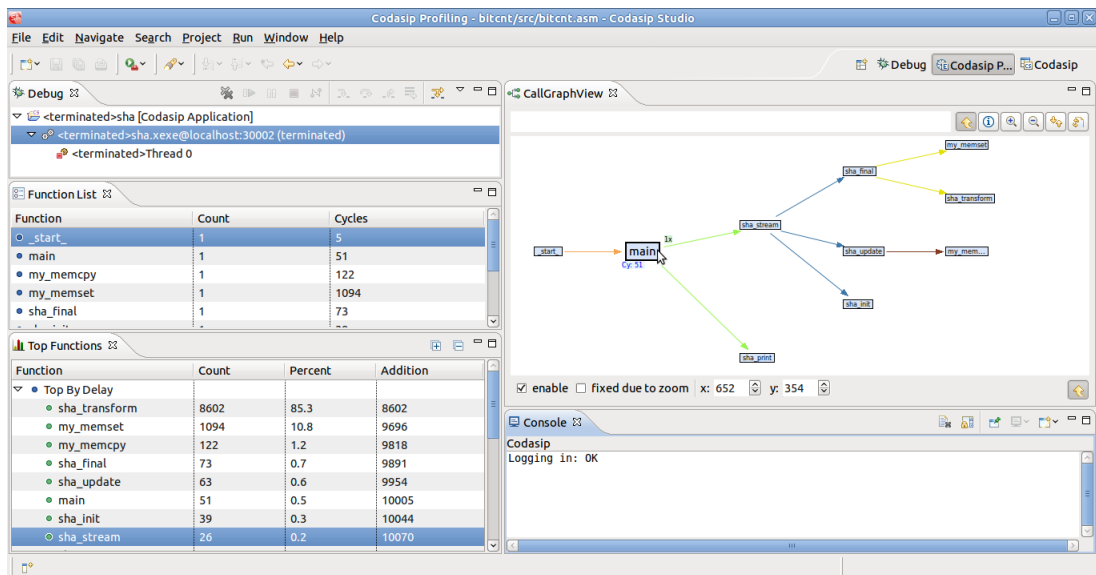 Codasip Profiling - bitcnt/src/bitcnt.asm - Codasip Studio
File Edit Navigate Search Project Run Window Help
Debug Codasip P... Codasip
Debug
<terminated>sha [Codasip Application]
<terminated>sha.xexe@localhost:30002 (terminated)
<terminated>Thread 0
Function List
Function Count Cycles
_start_ 1 5
main 1 51
my_memcpy 1 122
my_memset 1 1094
sha_final 1 73
Top Functions
Function Count Percent Addition
Top By Delay
sha_transform 8602 85.3 8602
my_memset 1094 10.8 9696
my_memcpy 122 1.2 9818
sha_final 73 0.7 9891
sha_update 63 0.6 9954
main 51 0.5 10005
sha_init 39 0.3 10044
sha_stream 26 0.2 10070
CallGraphView
my_memset
sha_final
sha_transform
sha_stream
1x
_start_ main sha_update my_mem...
Cy: 51
sha_init
sha_print
enable fixed due to zoom x: 652 y: 354
Console
Codasip
Logging in: OK